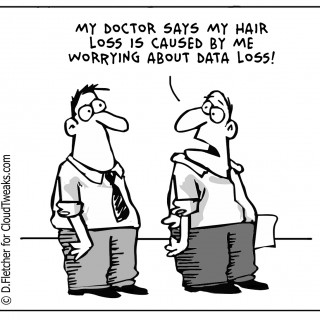 MY DOCTOR SAYS MY HAIR
LOSS IS CAUSED BY ME
WORRYING ABOUT DATA LOSS!
© D.Fletcher for CloudTweaks.com